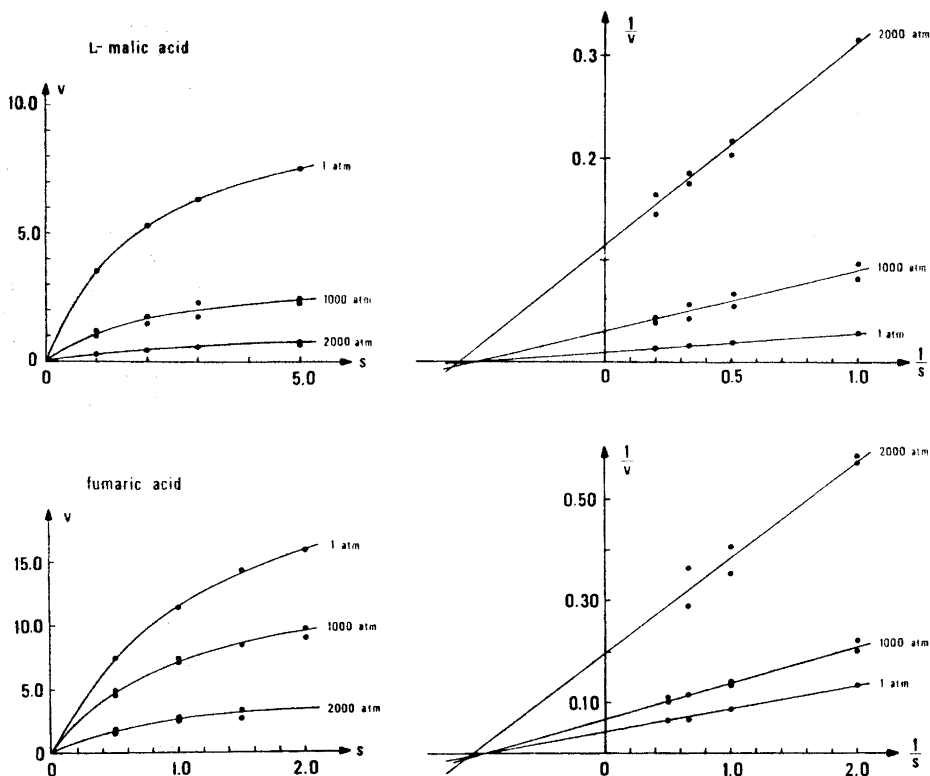 L- malic acid
v
10.0
5.0
0
0
5.0
s
1 atm
1000 atm
2000 atm
1/v
0.3
0.2
0
0.5
1.0
1/s
2000 atm
1000 atm
1 atm
fumaric acid
v
15.0
10.0
5.0
0
0
1.0
2.0
s
1 atm
1000 atm
2000 atm
1/v
0.50
0.30
0.10
0
1.0
2.0
1/s
2000 atm
1000 atm
1 atm